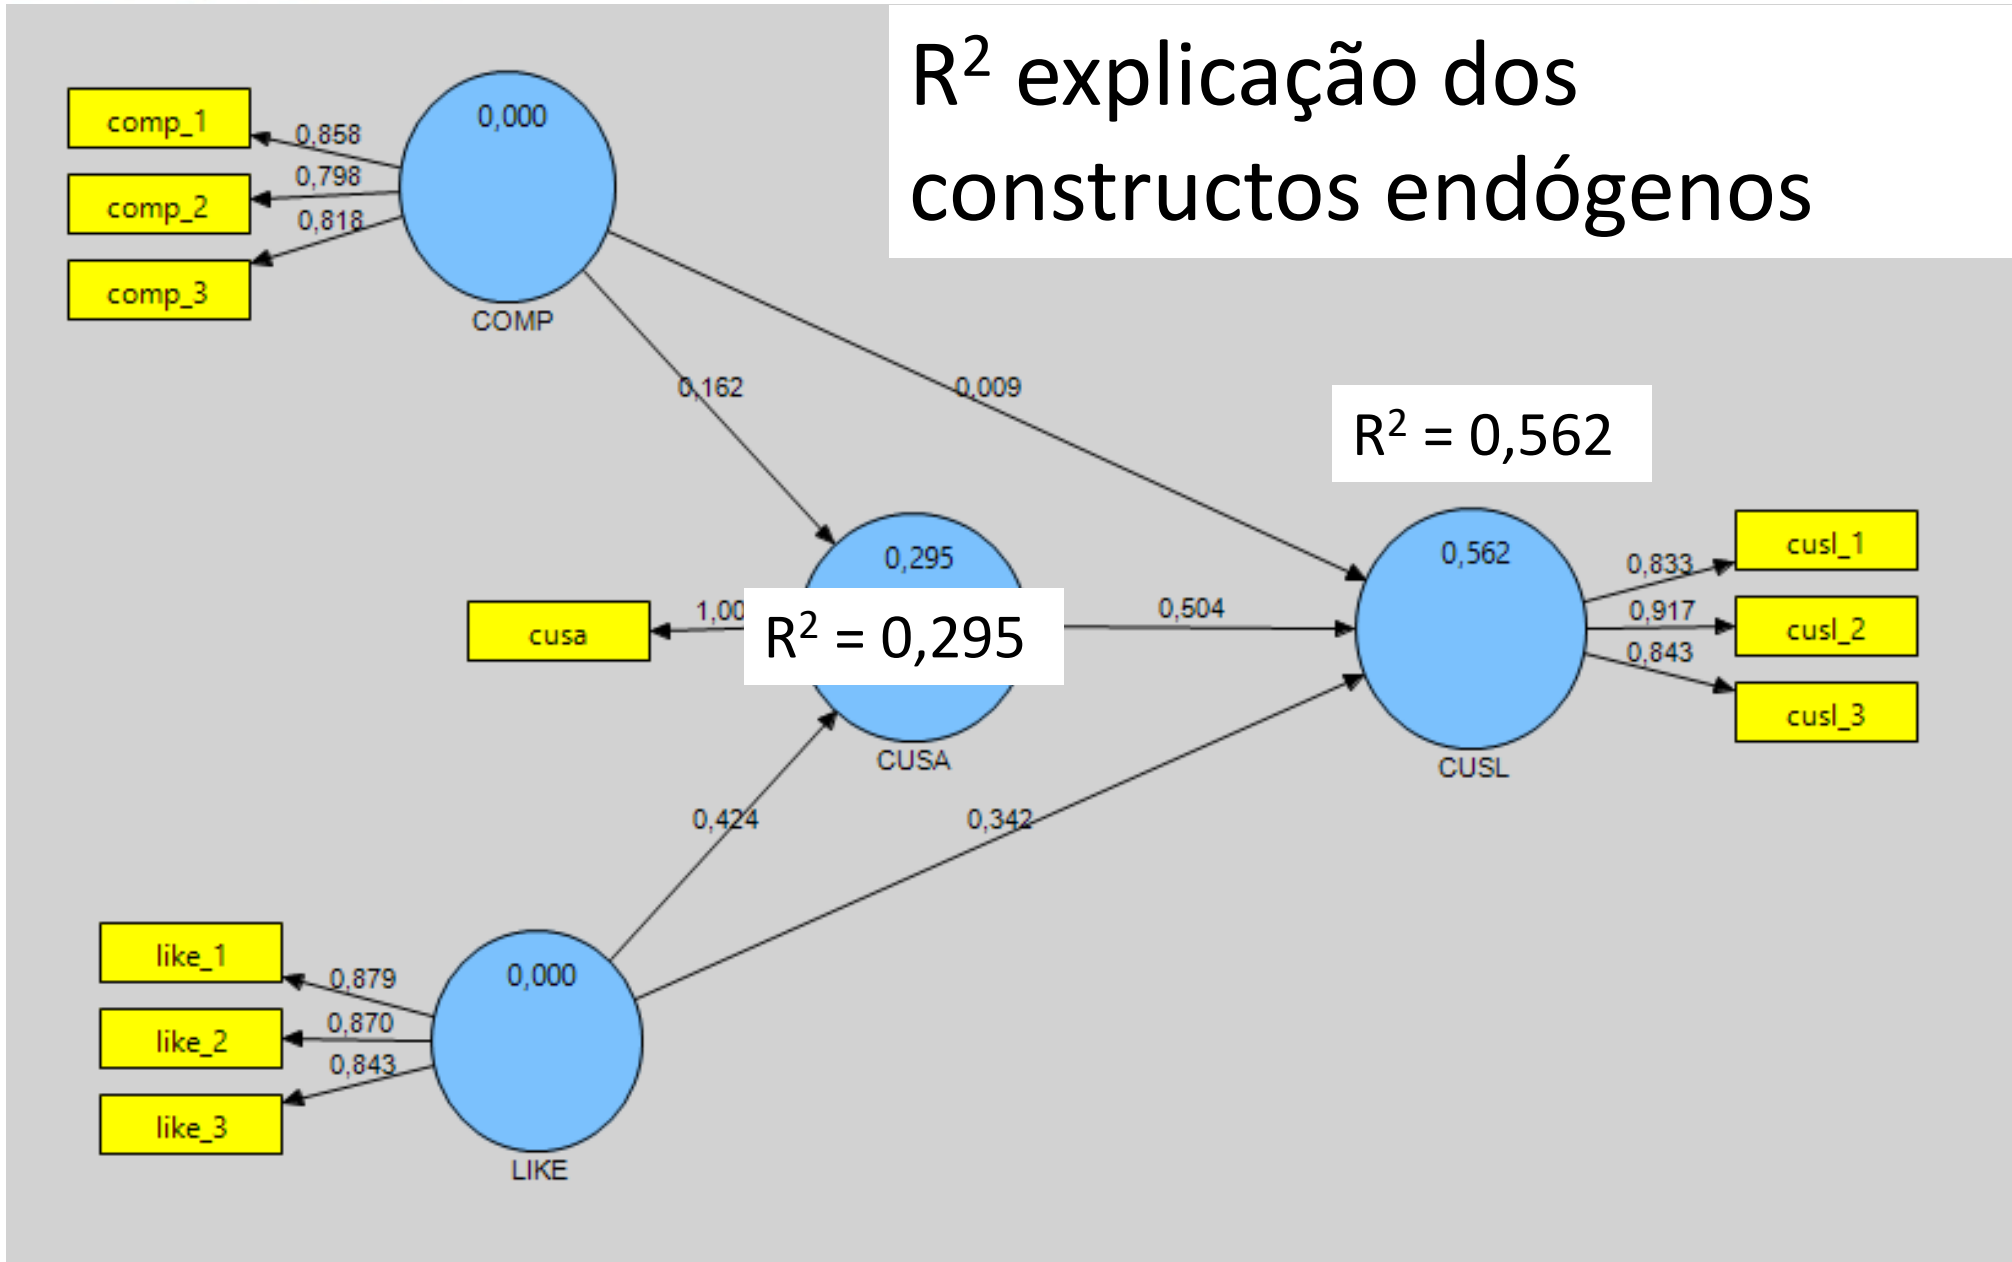 R² explicação dos
constructos endógenos
comp_1
0,858
0,000
comp_2
0,798
comp_3
0,818
COMP
0,162
0,009
R² = 0,562
0,295
0,562
cusl_1
0,833
cusa
1,00
R² = 0,295
0,504
0,917
cusl_2
0,843
cusl_3
CUSA
CUSL
0,424
0,342
like_1
0,879
0,000
like_2
0,870
like_3
0,843
LIKE